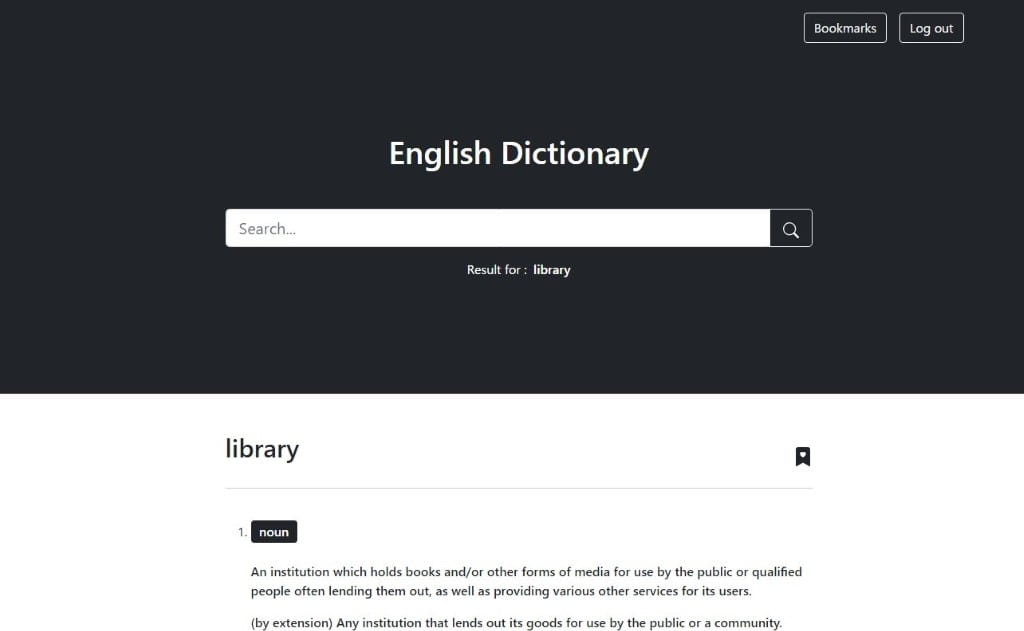 Bookmarks Log out
English Dictionary
Search...
Result for : library
library
1. noun
An institution which holds books and/or other forms of media for use by the public or qualified
people often lending them out, as well as providing various other services for its users.
(by extension) Any institution that lends out its goods for use by the public or a community.